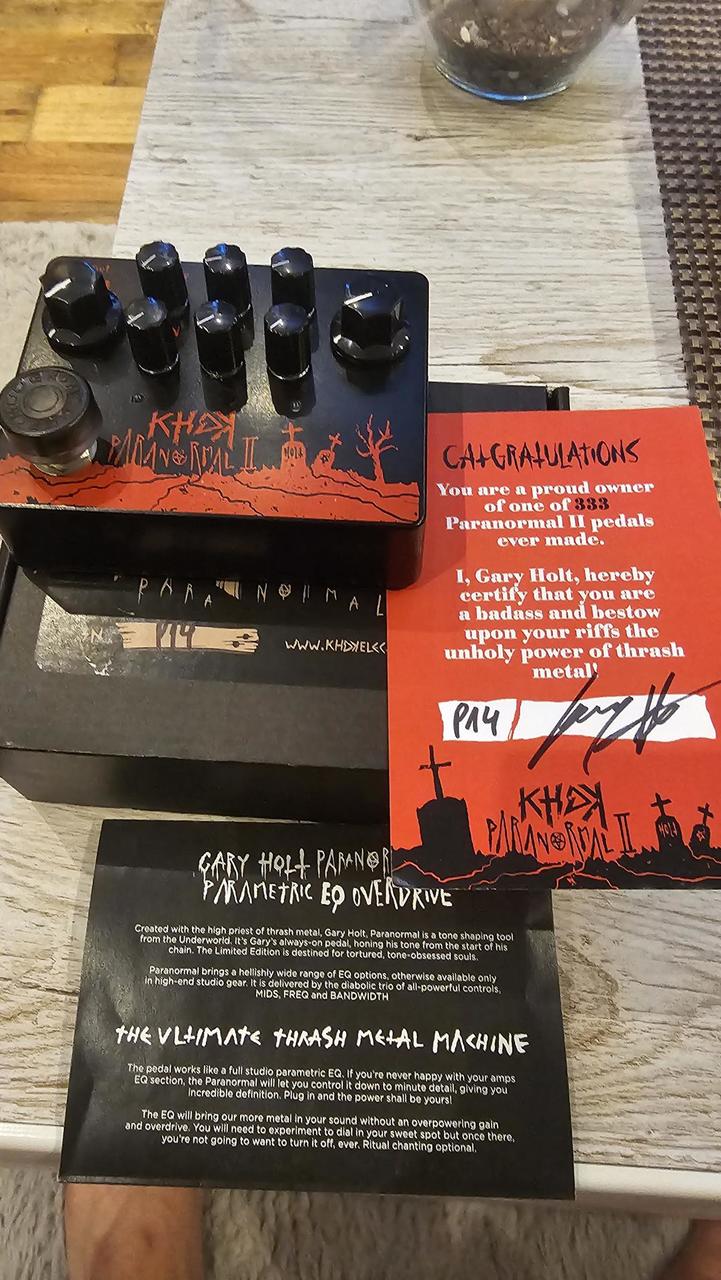 KHDK
PARANORMAL II
HOLT
PARANORMAL
N
P14
WWW.KHDKELEC
CATGRATULATIONS
You are a proud owner
of one of 333
Paranormal II pedals
ever made.
I, Gary Holt, hereby
certify that you are
a badass and bestow
upon your riffs the
unholy power of thrash
metal!
P14
KHDK
PARANORMAL II
HOLT
GARY HOLT PARANOR
PARAMETRIC EQ OVERDRIVE
Created with the high priest of thrash metal, Gary Holt, Paranormal is a tone shaping tool
from the Underworld. It's Gary's always-on pedal, honing his tone from the start of his
chain. The Limited Edition is destined for tortured, tone-obsessed souls.
Paranormal brings a hellishly wide range of EQ options, otherwise available only
in high-end studio gear. It is delivered by the diabolic trio of all-powerful controls,
MIDS, FREQ and BANDWIDTH
THE ULTIMATE THRASH METAL MACHINE
The pedal works like a full studio parametric EQ. If you're never happy with your amps
EQ section, the Paranormal will let you control it down to minute detail, giving you
incredible definition. Plug in and the power shall be yours!
The EQ will bring our more metal in your sound without an overpowering gain
and overdrive. You will need to experiment to dial in your sweet spot but once there,
you're not going to want to turn it off, ever. Ritual chanting optional.